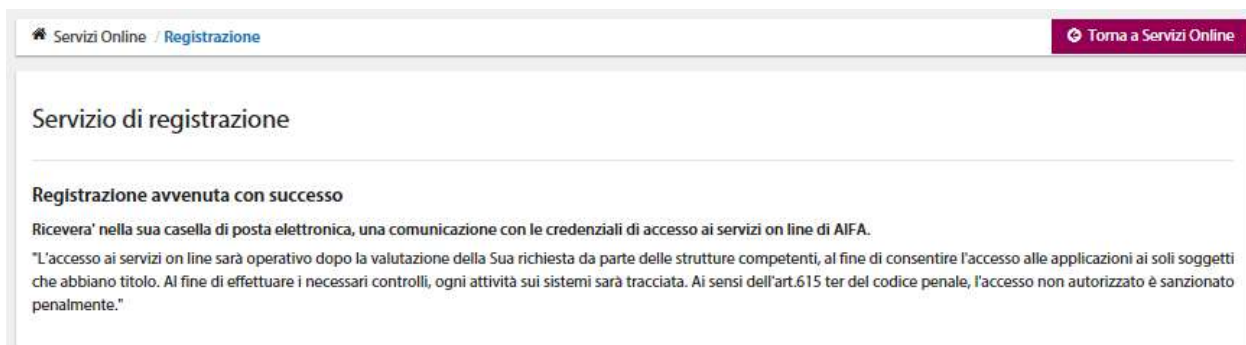 Servizi Online / Registrazione
Torna a Servizi Online
Servizio di registrazione
Registrazione avvenuta con successo
Ricevera' nella sua casella di posta elettronica, una comunicazione con le credenziali di accesso ai servizi on line di AIFA.
"L'accesso ai servizi on line sarà operativo dopo la valutazione della Sua richiesta da parte delle strutture competenti, al fine di consentire l'accesso alle applicazioni ai soli soggetti
che abbiano titolo. Al fine di effettuare i necessari controlli, ogni attività sui sistemi sarà tracciata. Ai sensi dell'art.615 ter del codice penale, l'accesso non autorizzato è sanzionato
penalmente."